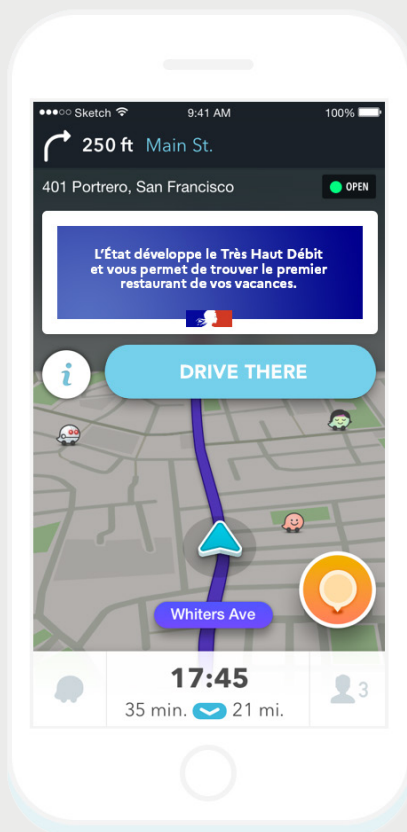 Sketch 9:41 AM 100%
250 ft Main St.
401 Portrero, San Francisco OPEN
L'État développe le Très Haut Débit
et vous permet de trouver le premier
restaurant de vos vacances.
i DRIVE THERE
Whiters Ave
17:45
35 min. 21 mi.
3